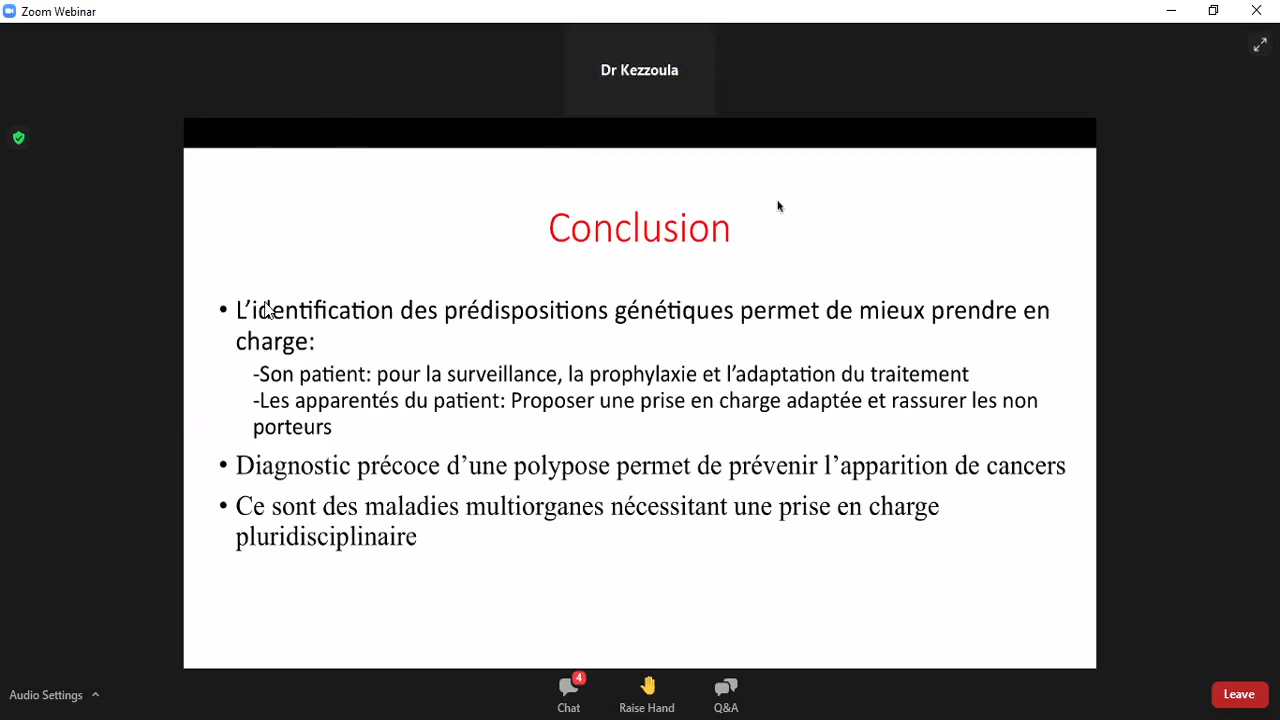 Zoom Webinar
Dr Kezzoula
Conclusion
• L’identification des prédispositions génétiques permet de mieux prendre en
charge:
-Son patient: pour la surveillance, la prophylaxie et l’adaptation du traitement
-Les apparentés du patient: Proposer une prise en charge adaptée et rassurer les non
porteurs
• Diagnostic précoce d’une polypose permet de prévenir l’apparition de cancers
• Ce sont des maladies multiorganes nécessitant une prise en charge
pluridisciplinaire
Audio Settings
4
Chat
Raise Hand
Q&A
Leave